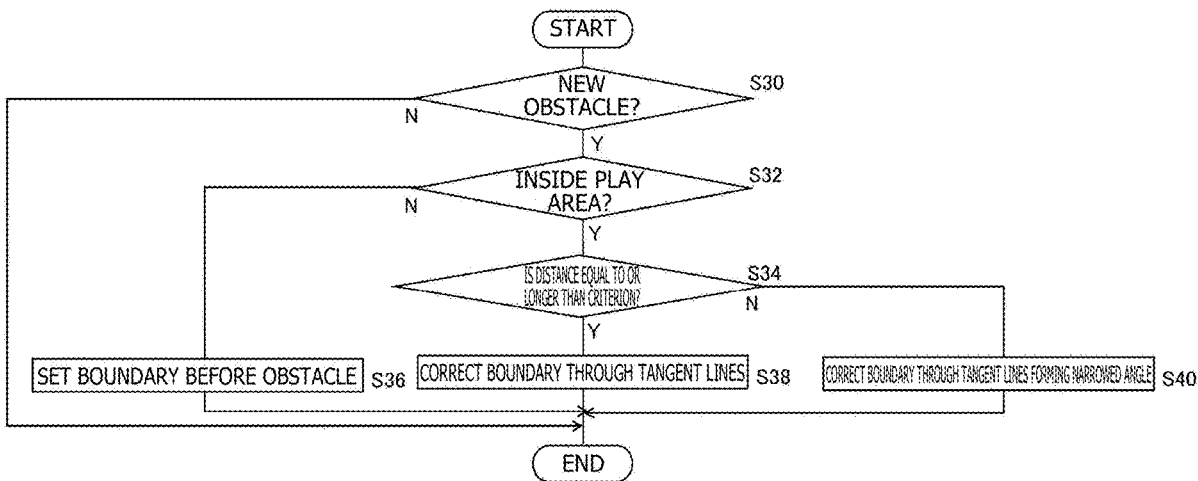 START
NEW
OBSTACLE?
S30
N
Y
INSIDE PLAY
AREA?
S32
N
Y
IS DISTANCE EQUAL TO OR
LONGER THAN CRITERION?
S34
N
Y
SET BOUNDARY BEFORE OBSTACLE
S36
CORRECT BOUNDARY THROUGH TANGENT LINES
S38
CORRECT BOUNDARY THROUGH TANGENT LINES FORMING NARROWED ANGLE
S40
END